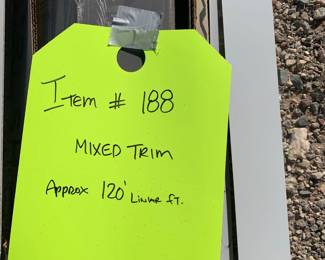 Item # 188
MIXED TRIM
Approx 120' Linear ft.